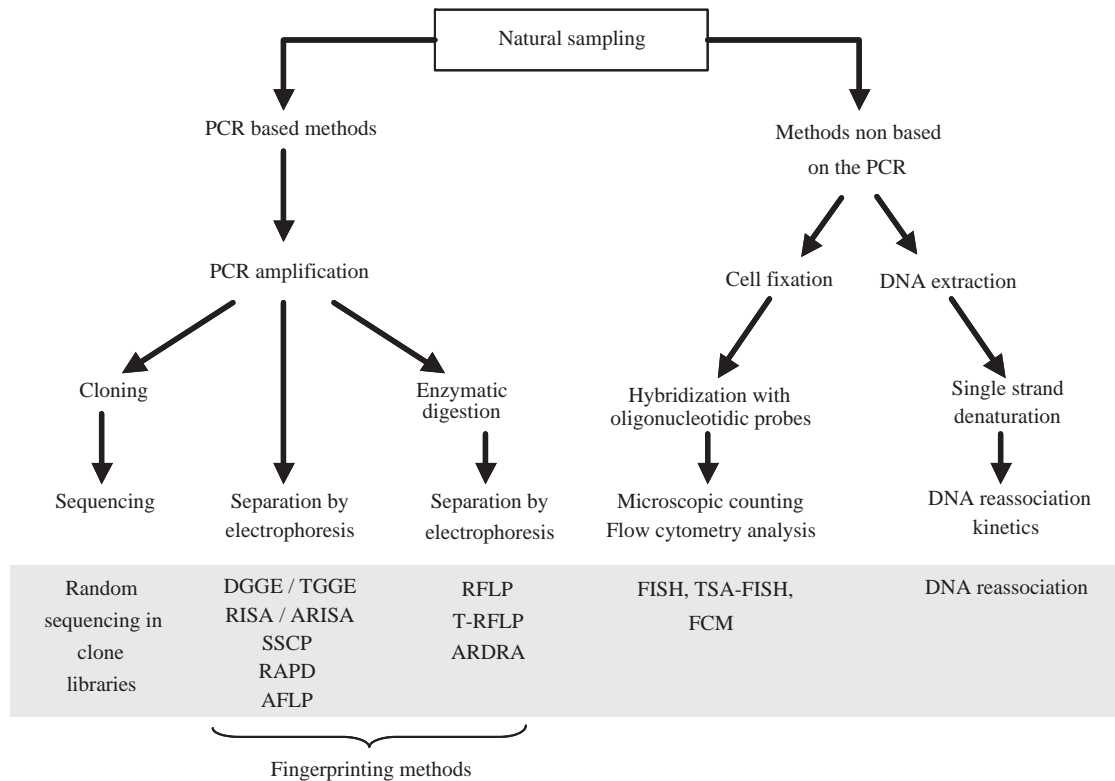 Natural sampling
PCR based methods
Methods non based
on the PCR
PCR amplification
Cell fixation
DNA extraction
Cloning
Enzymatic
digestion
Hybridization with
oligonucleotidic probes
Single strand
denaturation
Sequencing
Separation by
electrophoresis
Separation by
electrophoresis
Microscopic counting
Flow cytometry analysis
DNA reassociation
kinetics
Random
sequencing in
clone
libraries
DGGE / TGGE
RISA / ARISA
SSCP
RAPD
AFLP
RFLP
T-RFLP
ARDRA
FISH, TSA-FISH,
FCM
DNA reassociation
Fingerprinting methods